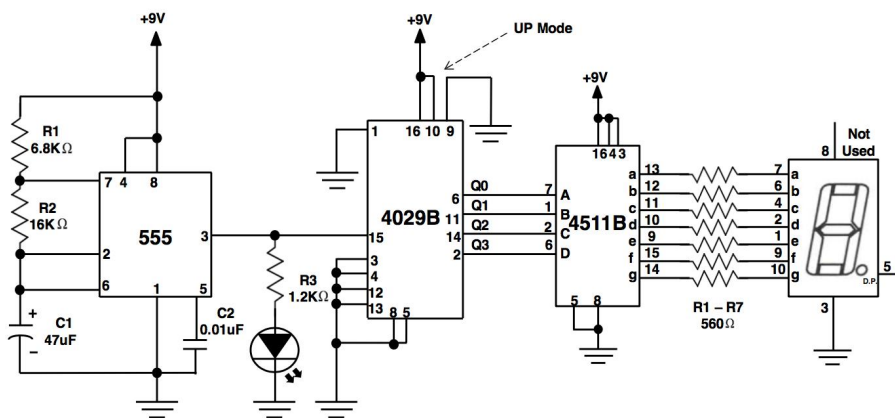 +9V
R1
6.8KΩ
7
4
8
R2
16KΩ
555
3
2
6
1
5
C1
47uF
+
−
C2
0.01uF
R3
1.2KΩ
+9V
UP Mode
16 10 9
1
4029B
15
3
4
12
13
8 5
6
11
14
2
Q0
Q1
Q2
Q3
+9V
16 4 3
7
1
2
6
A
B
C
D
4511B
5 8
a
b
c
d
e
f
g
13
12
11
10
9
15
14
R1 – R7
560Ω
7
6
4
2
1
9
10
a
b
c
d
e
f
g
8
Not
Used
D.P.
5
3